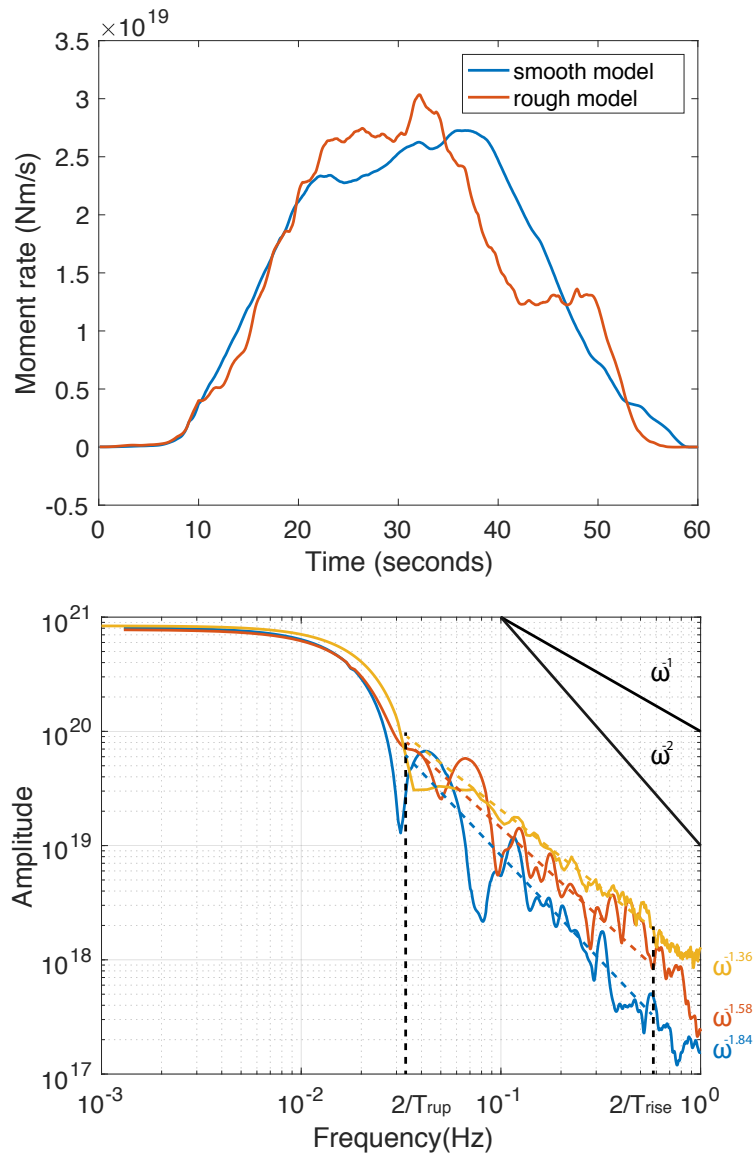 ×10^19
3.5
3
2.5
2
1.5
1
0.5
0
-0.5
Moment rate (Nm/s)
smooth model
rough model
0 10 20 30 40 50 60
Time (seconds)
10^21
10^20
10^19
10^18
10^17
Amplitude
ω^-1
ω^-2
ω^-1.36
ω^-1.58
ω^-1.84
10^-3 10^-2 2/T_rup 10^-1 2/T_rise 10^0
Frequency(Hz)